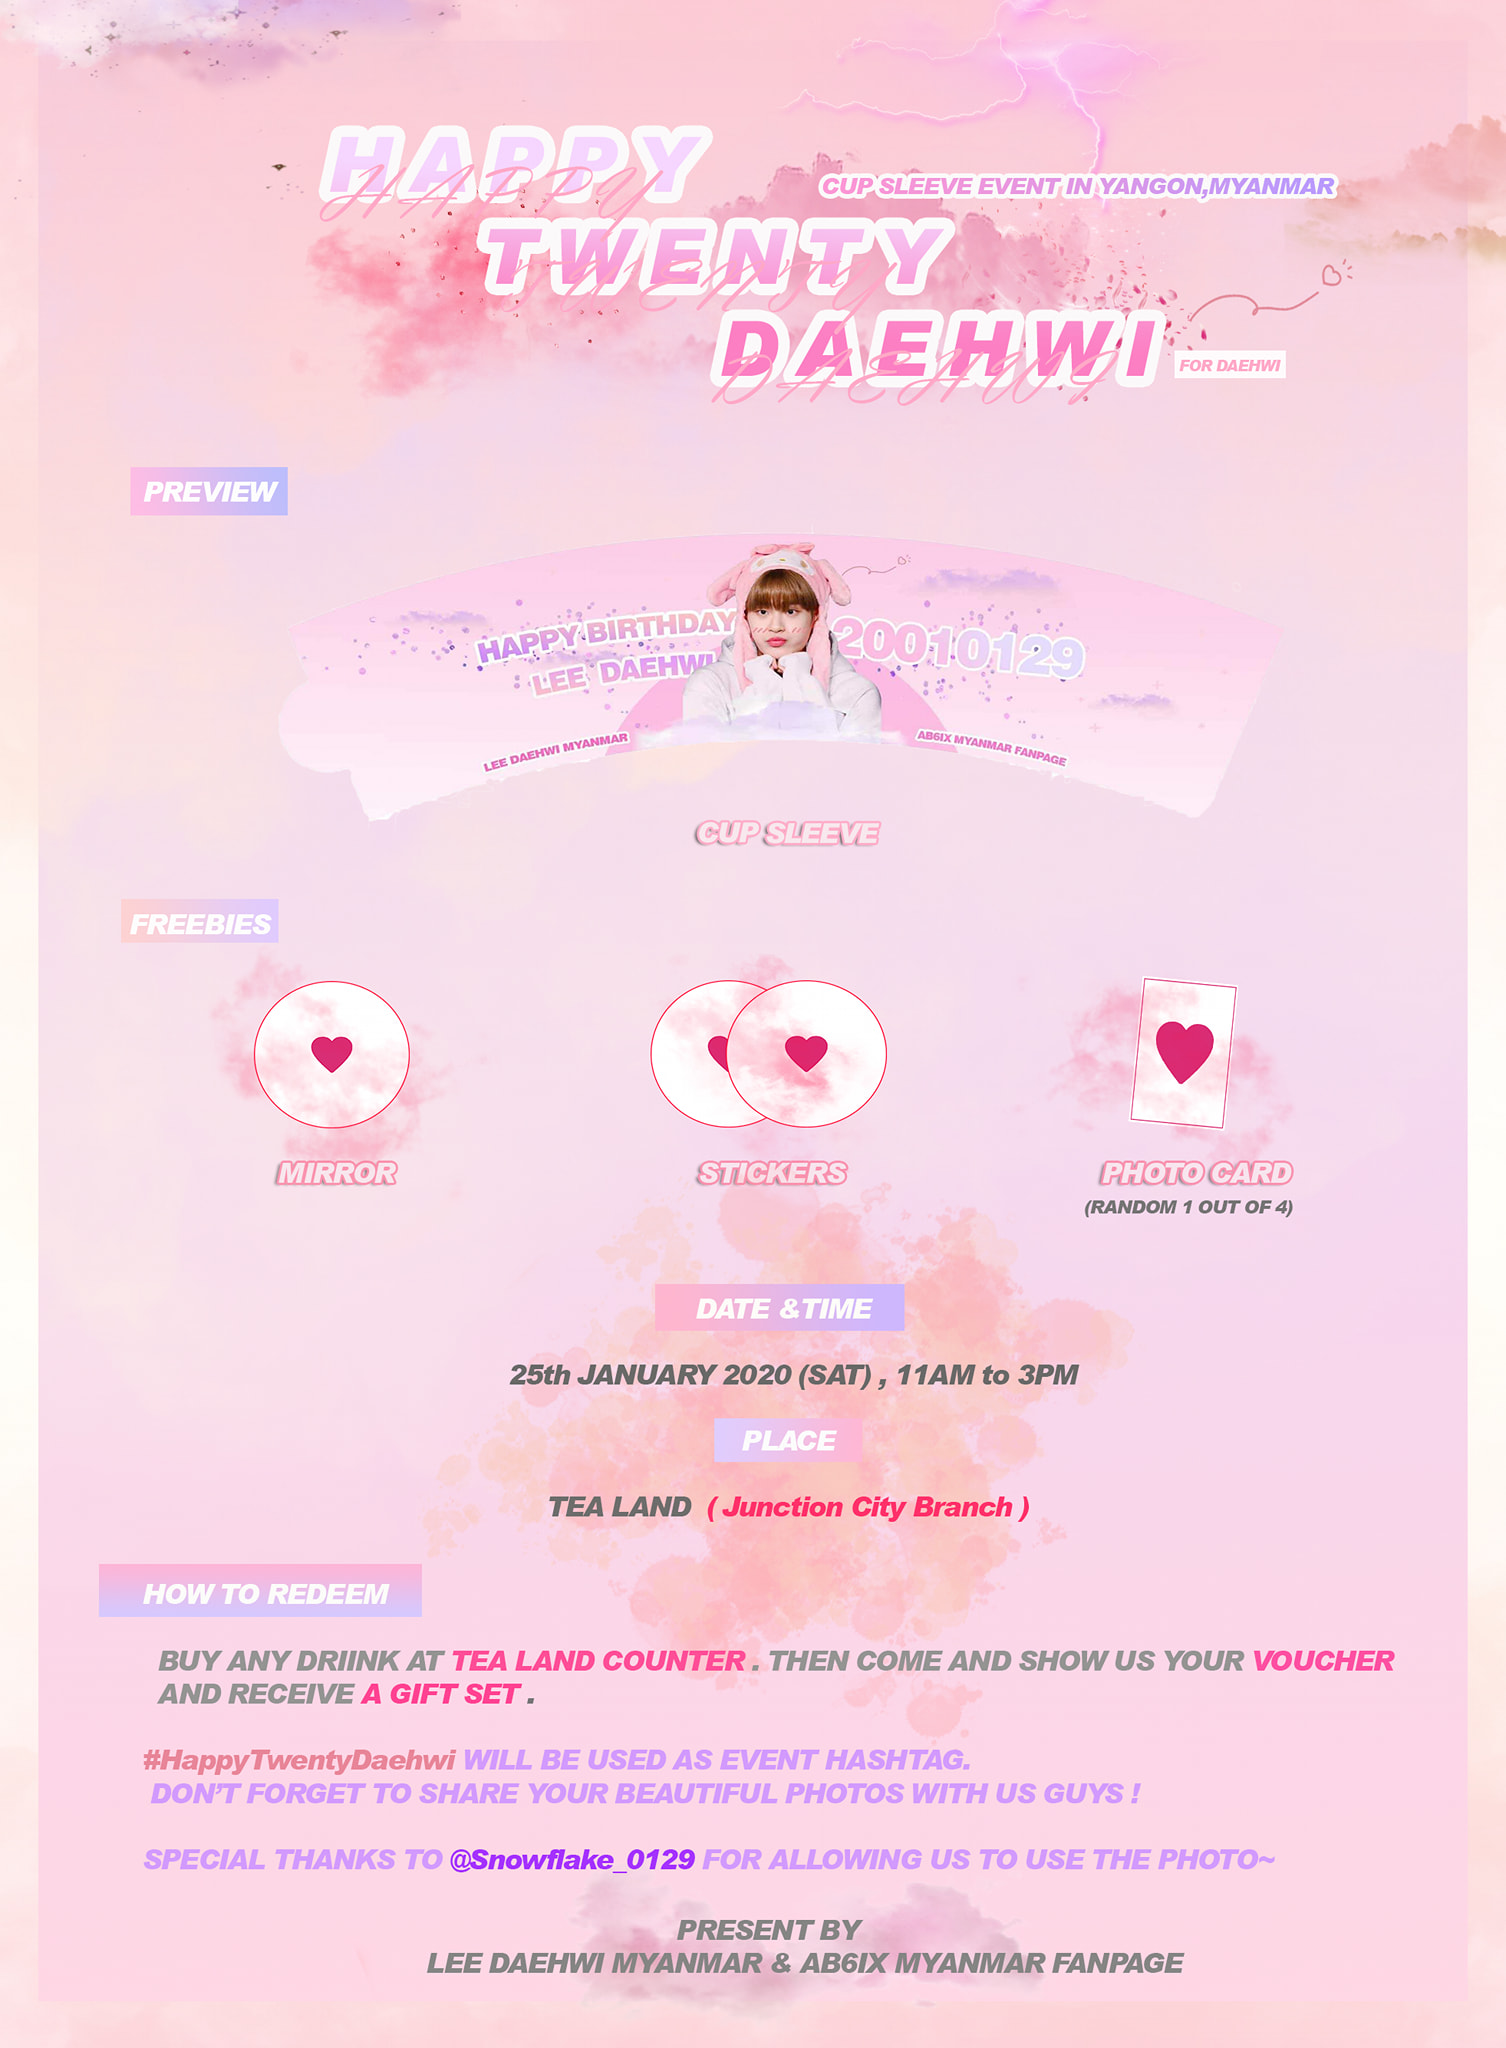 HAPPY
HAPPY
CUP SLEEVE EVENT IN YANGON,MYANMAR
TWENTY
TWENTY
DAEHWI
DAEHWI
FOR DAEHWI
PREVIEW
HAPPY BIRTHDAY
LEE DAEHWI
20010129
LEE DAEHWI MYANMAR
AB6IX MYANMAR FANPAGE
CUP SLEEVE
FREEBIES
MIRROR
STICKERS
PHOTO CARD
(RANDOM 1 OUT OF 4)
DATE &TIME
25th JANUARY 2020 (SAT) , 11AM to 3PM
PLACE
TEA LAND ( Junction City Branch )
HOW TO REDEEM
BUY ANY DRIINK AT TEA LAND COUNTER . THEN COME AND SHOW US YOUR VOUCHER
AND RECEIVE A GIFT SET .
#HappyTwentyDaehwi WILL BE USED AS EVENT HASHTAG.
DON'T FORGET TO SHARE YOUR BEAUTIFUL PHOTOS WITH US GUYS !
SPECIAL THANKS TO @Snowflake_0129 FOR ALLOWING US TO USE THE PHOTO~
PRESENT BY
LEE DAEHWI MYANMAR & AB6IX MYANMAR FANPAGE